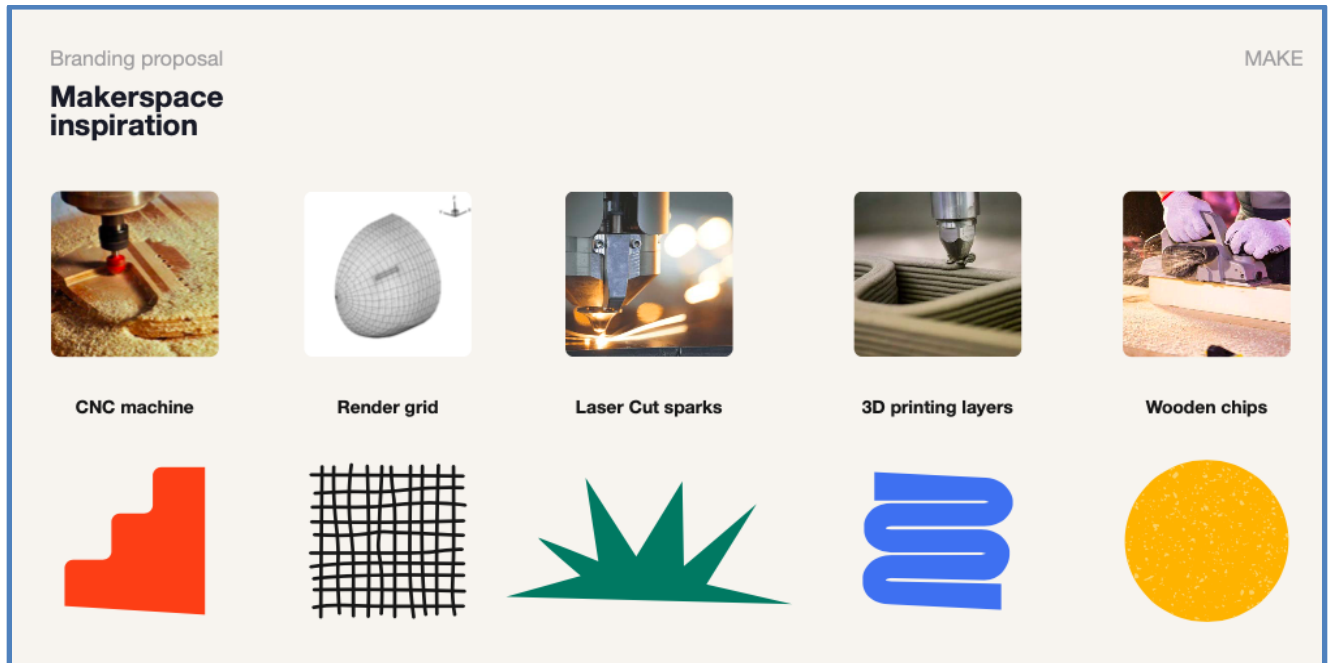 Branding proposal
MAKE
Makerspace
inspiration
CNC machine
Render grid
Laser Cut sparks
3D printing layers
Wooden chips